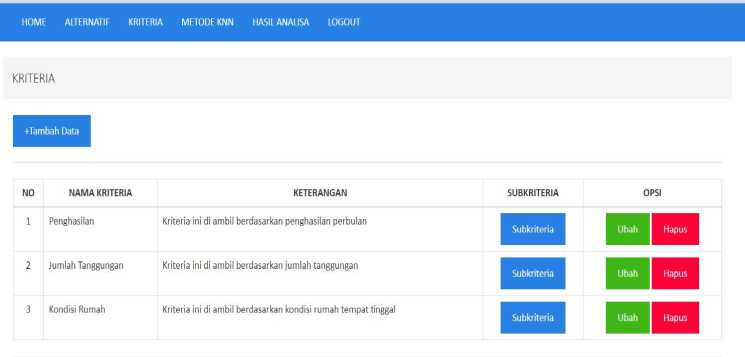 HOME ALTERNATIF KRITERIA METODE KNN HASIL ANALISA LOGOUT
KRITERIA
+Tambah Data
NO NAMA KRITERIA KETERANGAN SUBKRITERIA OPSI
1 Penghasilan Kriteria ini di ambil berdasarkan penghasilan perbulan Subkriteria Ubah Hapus
2 Jumlah Tanggungan Kriteria ini di ambil berdasarkan jumlah tanggungan Subkriteria Ubah Hapus
3 Kondisi Rumah Kriteria ini di ambil berdasarkan kondisi rumah tempat tinggal Subkriteria Ubah Hapus